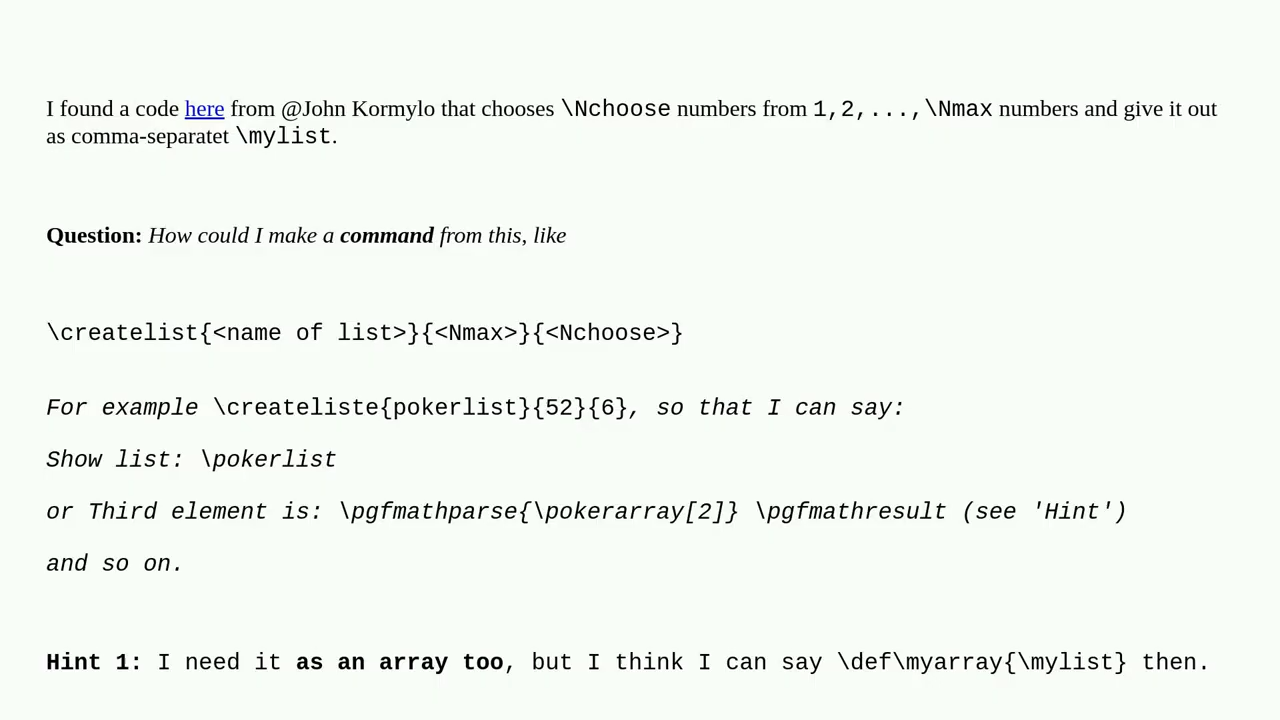 I found a code here from @John Kormylo that chooses \Nchoose numbers from 1,2,...,\Nmax numbers and give it out
as comma-separatet \mylist.
Question: How could I make a command from this, like
\createlist{<name of list>}{<Nmax>}{<Nchoose>}
For example \createliste{pokerlist}{52}{6}, so that I can say:
Show list: \pokerlist
or Third element is: \pgfmathparse{\pokerarray[2]} \pgfmathresult (see 'Hint')
and so on.
Hint 1: I need it as an array too, but I think I can say \def\myarray{\mylist} then.